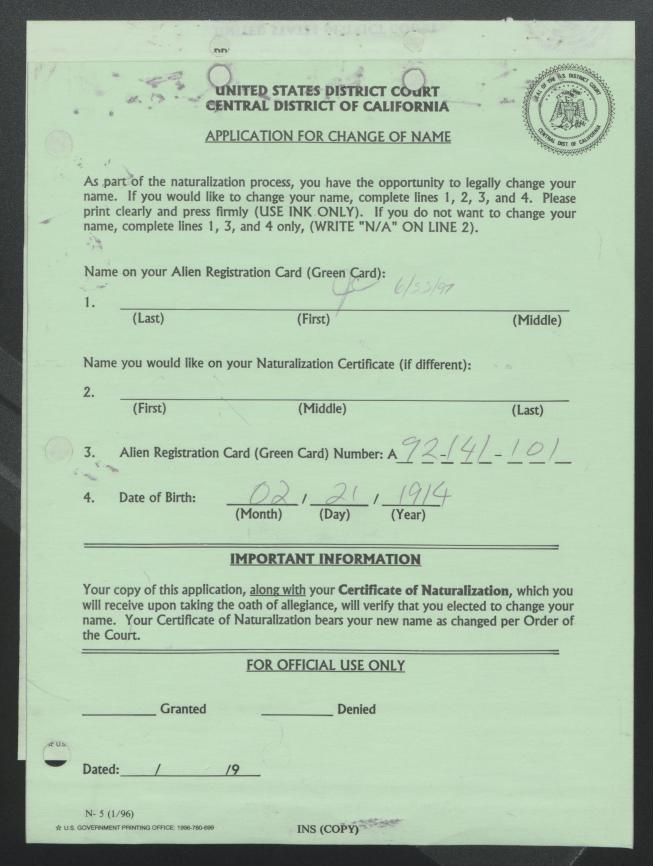 UNITED STATES DISTRICT COURT
CENTRAL DISTRICT OF CALIFORNIA
SEAL OF THE U.S. DISTRICT COURT
CENTRAL DIST. OF CALIFORNIA
APPLICATION FOR CHANGE OF NAME
As part of the naturalization process, you have the opportunity to legally change your
name. If you would like to change your name, complete lines 1, 2, 3, and 4. Please
print clearly and press firmly (USE INK ONLY). If you do not want to change your
name, complete lines 1, 3, and 4 only, (WRITE "N/A" ON LINE 2).
Name on your Alien Registration Card (Green Card):
1.
(Last) (First) (Middle)
Name you would like on your Naturalization Certificate (if different):
2.
(First) (Middle) (Last)
3. Alien Registration Card (Green Card) Number: A 92-141-101
4. Date of Birth: 02 / 21 / 1914
(Month) (Day) (Year)
IMPORTANT INFORMATION
Your copy of this application, along with your Certificate of Naturalization, which you
will receive upon taking the oath of allegiance, will verify that you elected to change your
name. Your Certificate of Naturalization bears your new name as changed per Order of
the Court.
FOR OFFICIAL USE ONLY
Granted Denied
☆ U.S.
Dated: / /9
N- 5 (1/96)
☆ U.S. GOVERNMENT PRINTING OFFICE: 1996-780-699
INS (COPY)